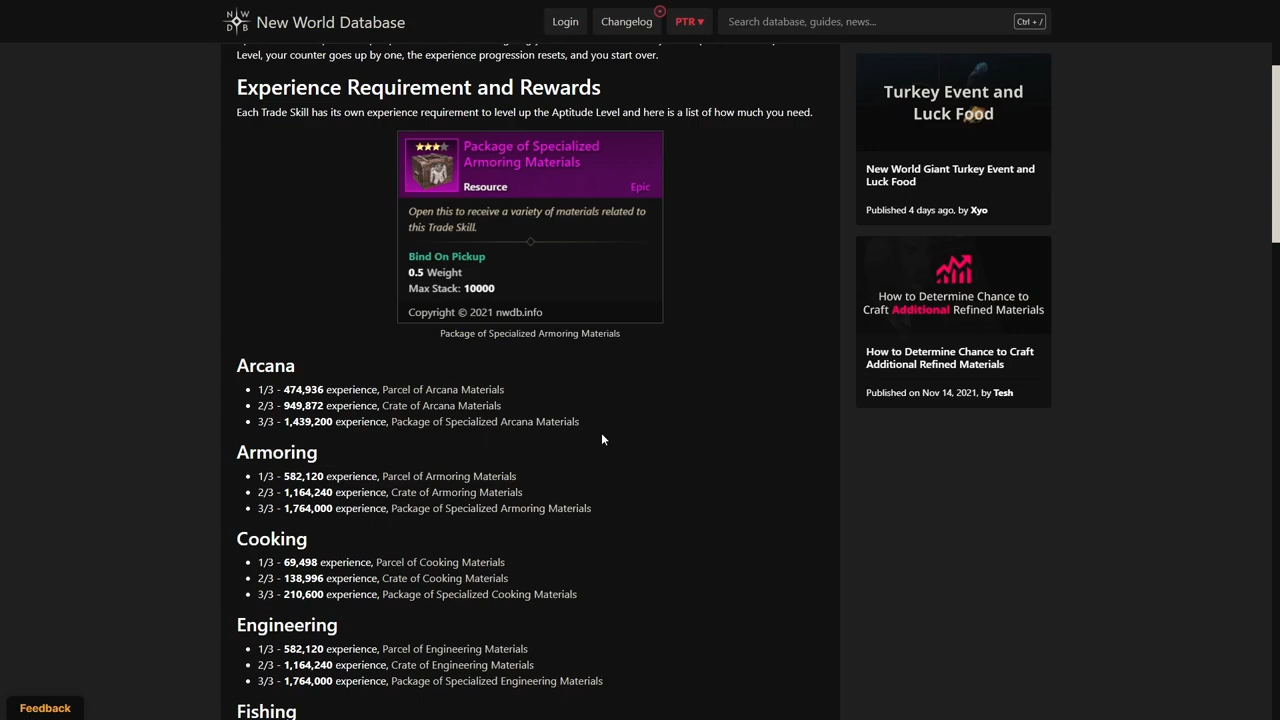 New World Database
Login
Changelog
PTR ▾
Search database, guides, news...
Ctrl + /
Level, your counter goes up by one, the experience progression resets, and you start over.
Experience Requirement and Rewards
Each Trade Skill has its own experience requirement to level up the Aptitude Level and here is a list of how much you need.
Package of Specialized
Armoring Materials
Resource
Epic
Open this to receive a variety of materials related to
this Trade Skill.
Bind On Pickup
0.5 Weight
Max Stack: 10000
Copyright © 2021 nwdb.info
Package of Specialized Armoring Materials
Arcana
1/3 - 474,936 experience, Parcel of Arcana Materials
2/3 - 949,872 experience, Crate of Arcana Materials
3/3 - 1,439,200 experience, Package of Specialized Arcana Materials
Armoring
1/3 - 582,120 experience, Parcel of Armoring Materials
2/3 - 1,164,240 experience, Crate of Armoring Materials
3/3 - 1,764,000 experience, Package of Specialized Armoring Materials
Cooking
1/3 - 69,498 experience, Parcel of Cooking Materials
2/3 - 138,996 experience, Crate of Cooking Materials
3/3 - 210,600 experience, Package of Specialized Cooking Materials
Engineering
1/3 - 582,120 experience, Parcel of Engineering Materials
2/3 - 1,164,240 experience, Crate of Engineering Materials
3/3 - 1,764,000 experience, Package of Specialized Engineering Materials
Fishing
Turkey Event and
Luck Food
New World Giant Turkey Event and
Luck Food
Published 4 days ago, by Xyo
How to Determine Chance to
Craft Additional Refined Materials
How to Determine Chance to Craft
Additional Refined Materials
Published on Nov 14, 2021, by Tesh
Feedback